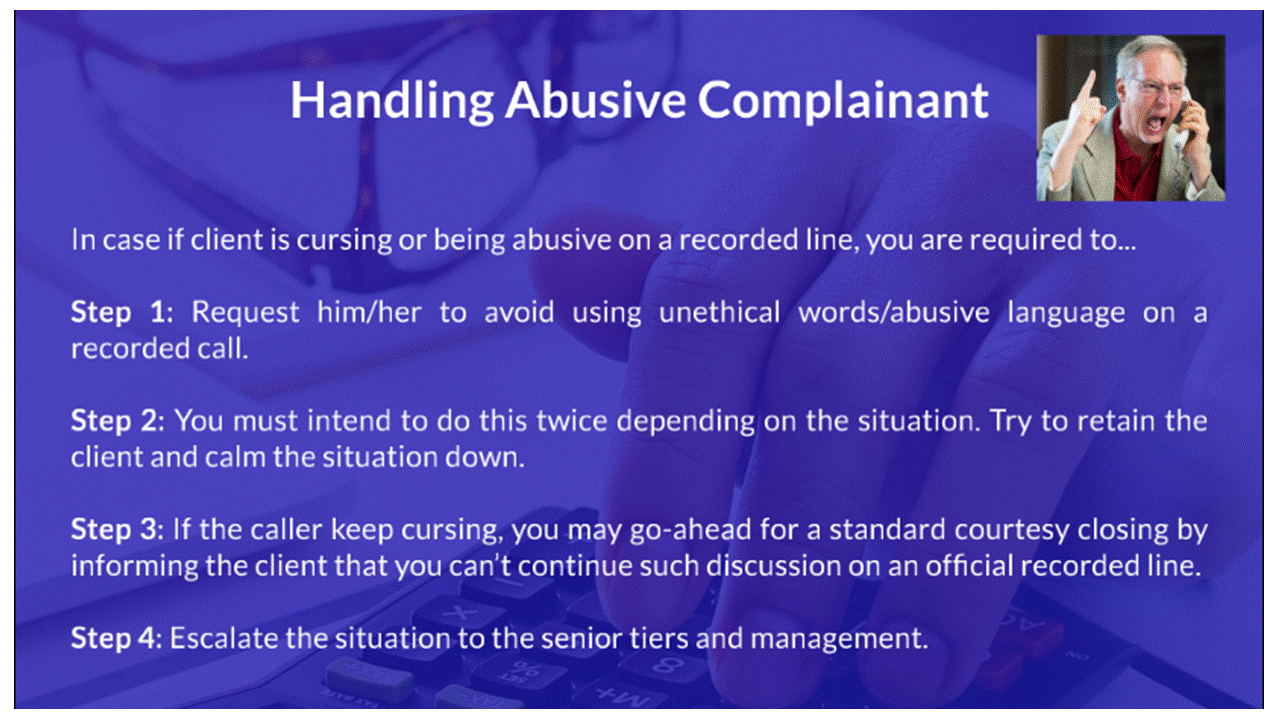 Handling Abusive Complainant
In case if client is cursing or being abusive on a recorded line, you are required to...
Step 1: Request him/her to avoid using unethical words/abusive language on a
recorded call.
Step 2: You must intend to do this twice depending on the situation. Try to retain the
client and calm the situation down.
Step 3: If the caller keep cursing, you may go-ahead for a standard courtesy closing by
informing the client that you can’t continue such discussion on an official recorded line.
Step 4: Escalate the situation to the senior tiers and management.
SET
%
8
M+
AC
ON